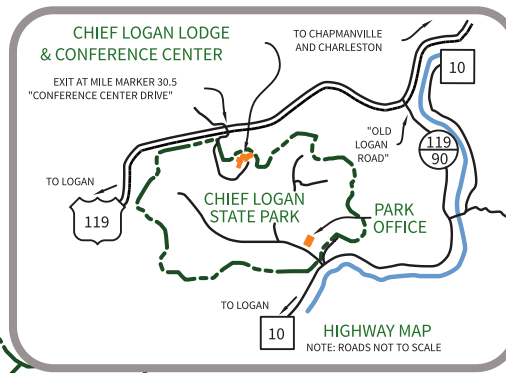 CHIEF LOGAN LODGE
& CONFERENCE CENTER
TO CHAPMANVILLE
AND CHARLESTON
10
EXIT AT MILE MARKER 30.5
"CONFERENCE CENTER DRIVE"
"OLD
LOGAN
ROAD"
119
90
TO LOGAN
119
CHIEF LOGAN
STATE PARK
PARK
OFFICE
TO LOGAN
10
HIGHWAY MAP
NOTE: ROADS NOT TO SCALE